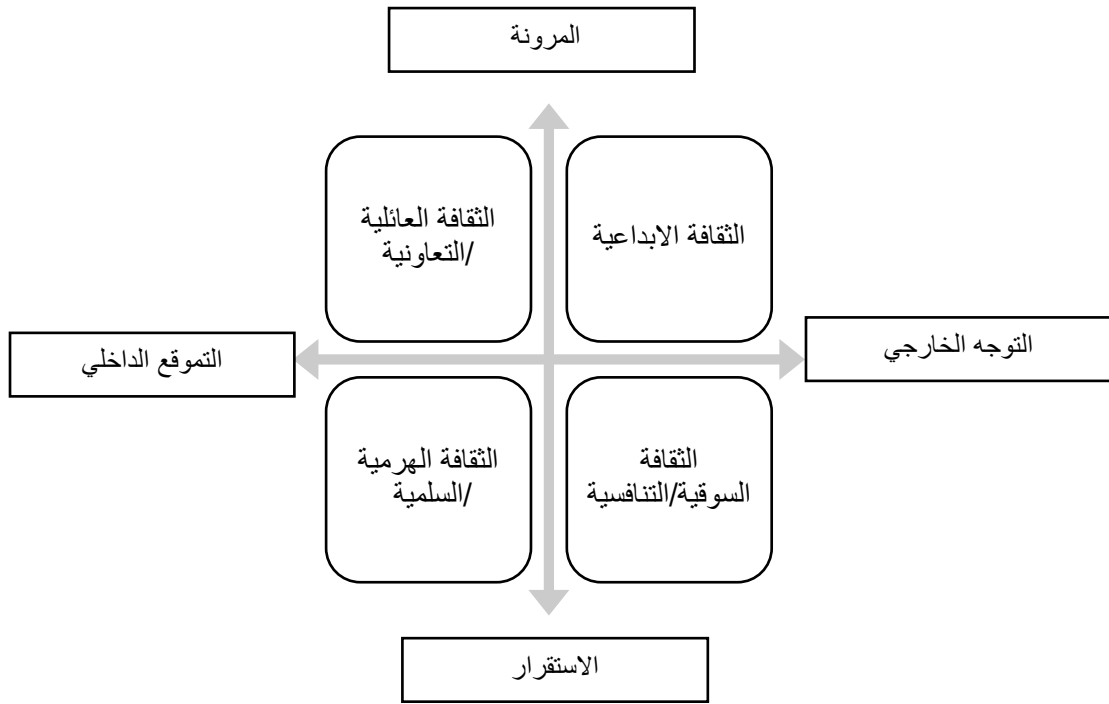 المرونة
الثقافة الابداعية
الثقافة العائلية
/التعاونية
التوجه الخارجي
التموقع الداخلي
الثقافة
السوقية/التنافسية
الثقافة الهرمية
/السلمية
الاستقرار